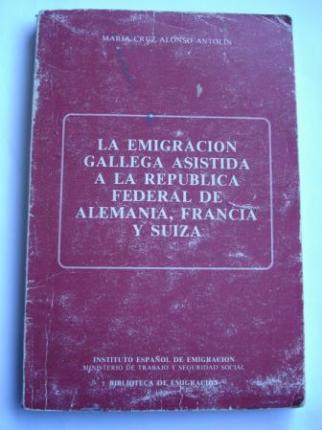 MARIA CRUZ ALONSO ANTOLIN
LA EMIGRACION
GALLEGA ASISTIDA
A LA REPUBLICA
FEDERAL DE
ALEMANIA, FRANCIA
Y SUIZA
INSTITUTO ESPAÑOL DE EMIGRACION
MINISTERIO DE TRABAJO Y SEGURIDAD SOCIAL
BIBLIOTECA DE EMIGRACION